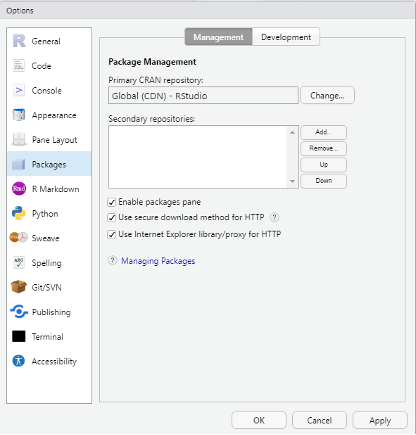 Options
R General
Code
Console
Appearance
Pane Layout
Packages
Rmd R Markdown
Python
Sweave
ABC Spelling
Git/SVN
Publishing
Terminal
Accessibility
Management Development
Package Management
Primary CRAN repository:
Global (CDN) - RStudio Change...
Secondary repositories:
Add...
Remove...
Up
Down
Enable packages pane
Use secure download method for HTTP ?
Use Internet Explorer library/proxy for HTTP
? Managing Packages
OK Cancel Apply